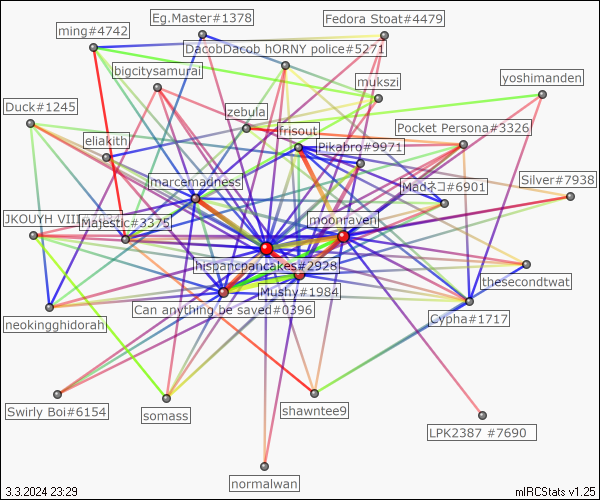 Eg.Master#1378
Fedora Stoat#4479
ming#4742
DacobDacob hORNY police#5271
bigcitysamurai
mukszi
yoshimanden
Duck#1245
zebula
frisout
Pocket Persona#3326
eliakith
Pikabro#9971
marcemadness
Madネコ#6901
Silver#7938
JKOUYH VIII
Majestic#3375
moonraven
hispancpancakes#2928
thesecondtwat
Mushy#1984
Can anything be saved#0396
neokingghidorah
Cypha#1717
Swirly Boi#6154
somass
shawntee9
LPK2387 #7690
normalwan
3.3.2024 23:29
mIRCStats v1.25